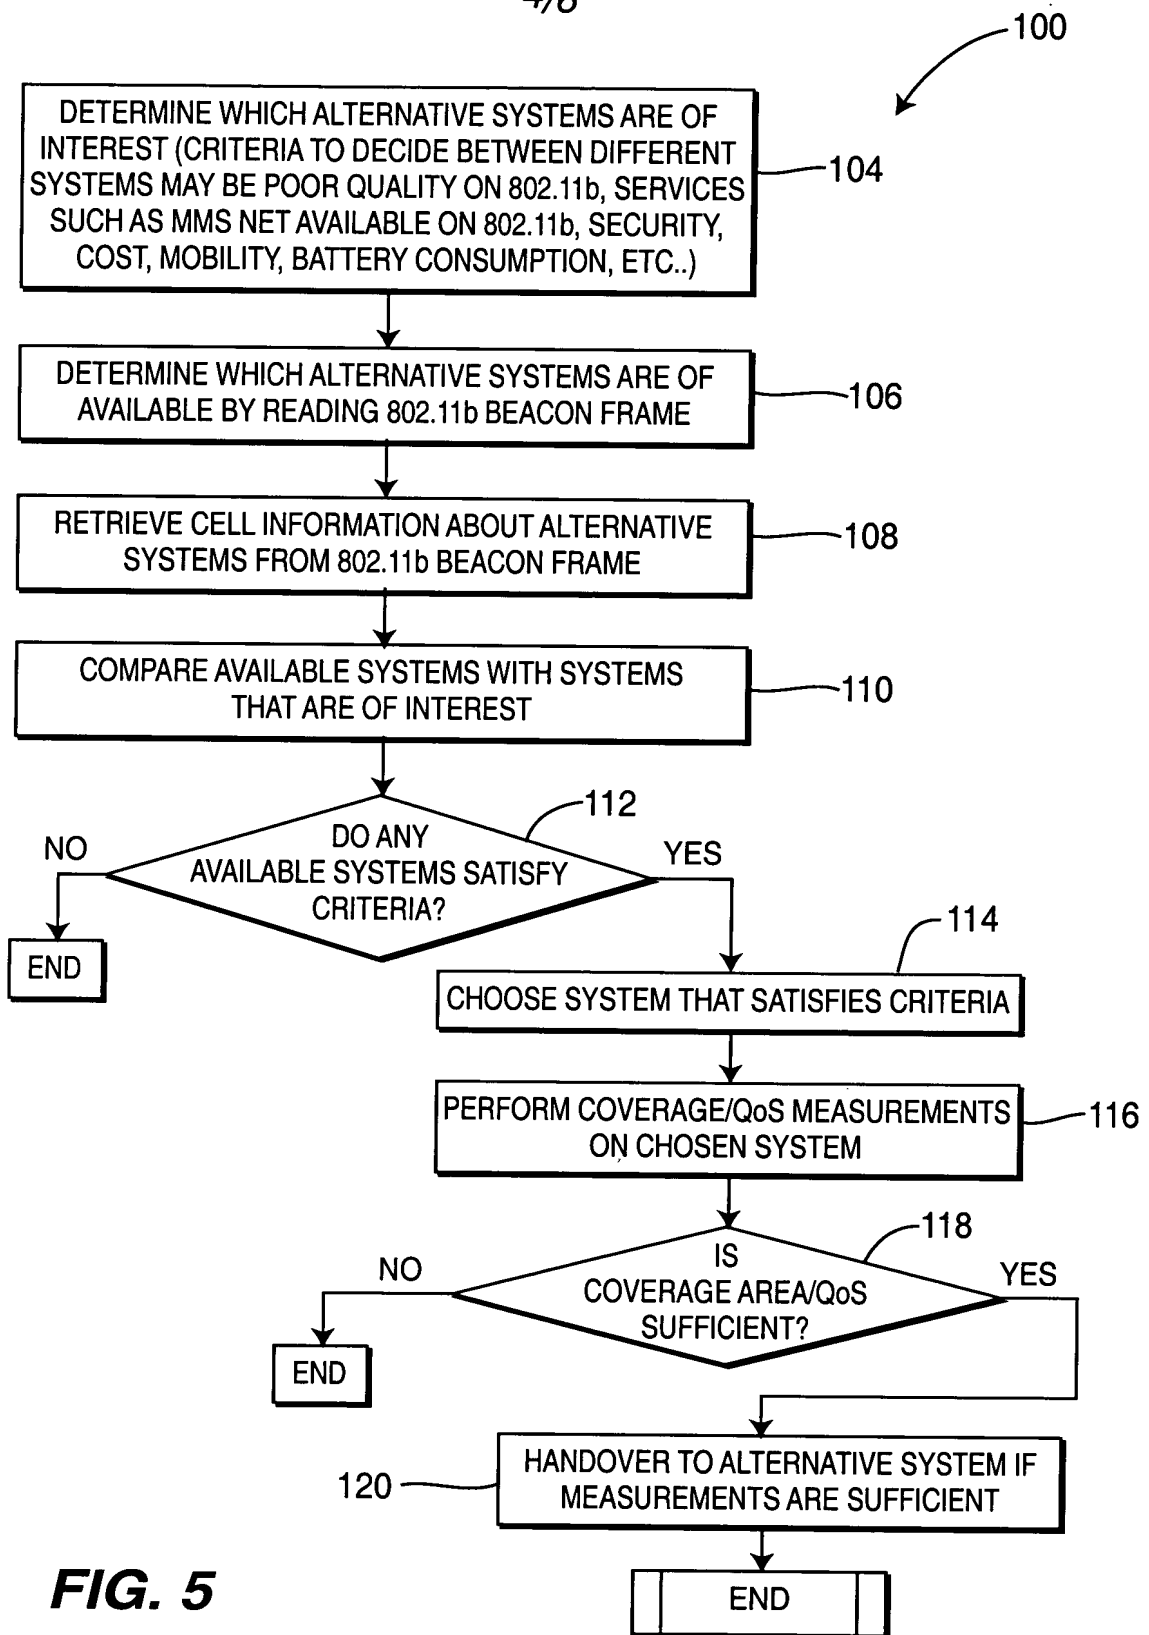 100
DETERMINE WHICH ALTERNATIVE SYSTEMS ARE OF
INTEREST (CRITERIA TO DECIDE BETWEEN DIFFERENT
SYSTEMS MAY BE POOR QUALITY ON 802.11b, SERVICES
SUCH AS MMS NET AVAILABLE ON 802.11b, SECURITY,
COST, MOBILITY, BATTERY CONSUMPTION, ETC..)
104
DETERMINE WHICH ALTERNATIVE SYSTEMS ARE OF
AVAILABLE BY READING 802.11b BEACON FRAME
106
RETRIEVE CELL INFORMATION ABOUT ALTERNATIVE
SYSTEMS FROM 802.11b BEACON FRAME
108
COMPARE AVAILABLE SYSTEMS WITH SYSTEMS
THAT ARE OF INTEREST
110
112
DO ANY
AVAILABLE SYSTEMS SATISFY
CRITERIA?
NO
YES
END
114
CHOOSE SYSTEM THAT SATISFIES CRITERIA
PERFORM COVERAGE/QoS MEASUREMENTS
ON CHOSEN SYSTEM
116
118
IS
COVERAGE AREA/QoS
SUFFICIENT?
NO
YES
END
HANDOVER TO ALTERNATIVE SYSTEM IF
MEASUREMENTS ARE SUFFICIENT
120
END
FIG. 5